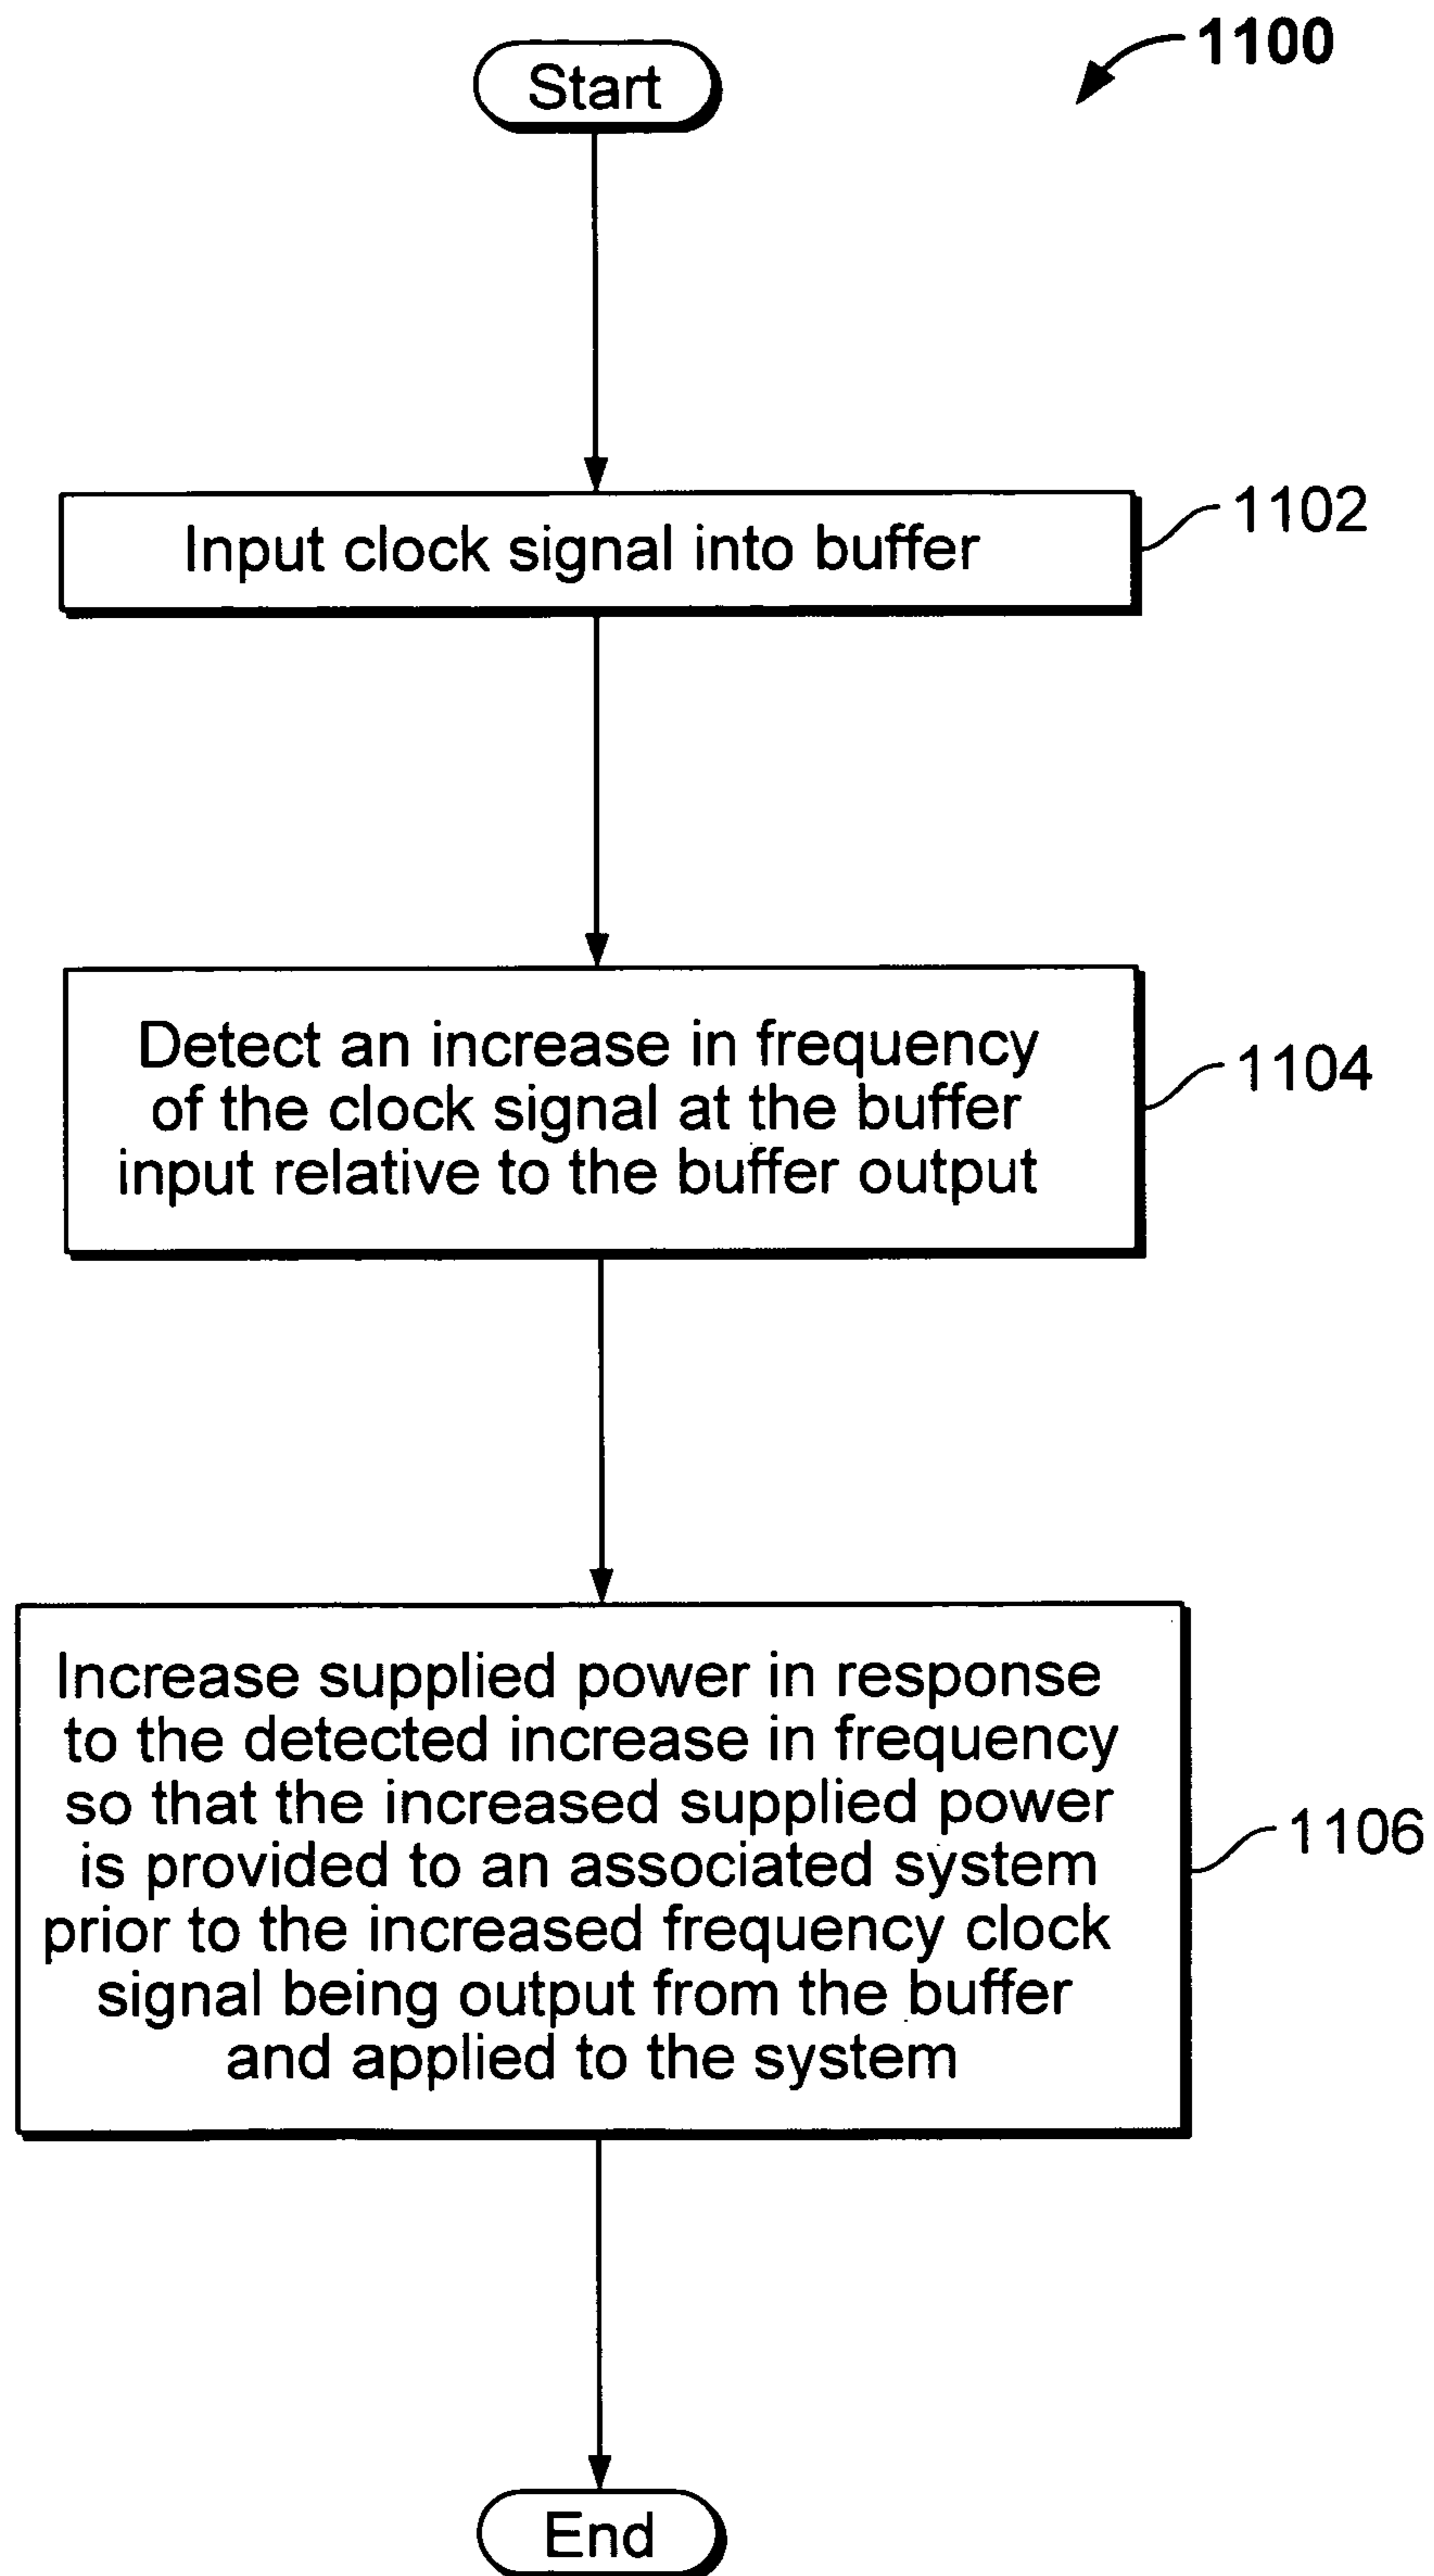 1100
Start
Input clock signal into buffer
1102
Detect an increase in frequency
of the clock signal at the buffer
input relative to the buffer output
1104
Increase supplied power in response
to the detected increase in frequency
so that the increased supplied power
is provided to an associated system
prior to the increased frequency clock
signal being output from the buffer
and applied to the system
1106
End